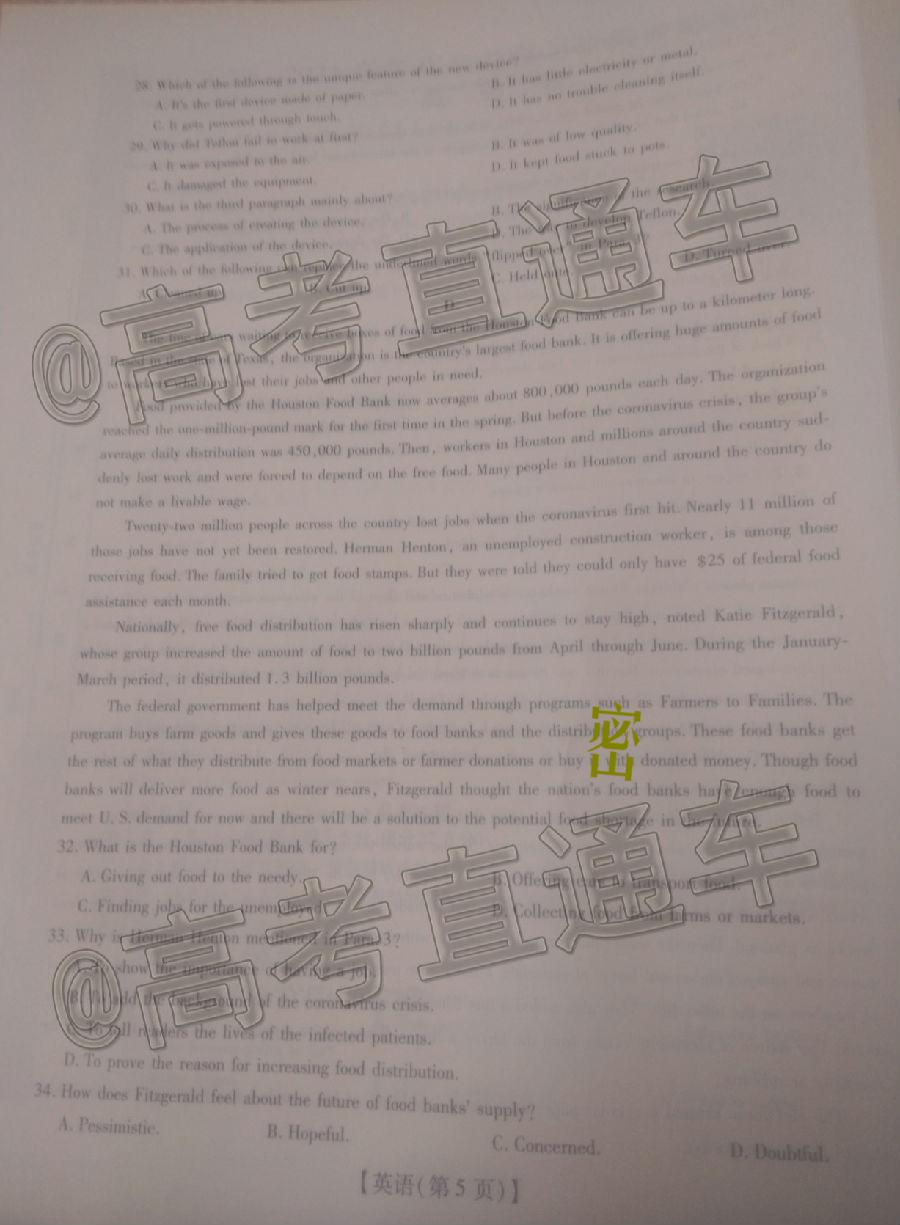 28. Which of the following is the unique feature of the new device?
A. It's the first device made of paper.
B. It has little electricity or metal.
C. It gets powered through touch.
D. It has no trouble cleaning itself.
29. Why did Teflon fail to work at first?
A. It was exposed to the air.
B. It was of low quality.
C. It damaged the equipment.
D. It kept food stuck to pots.
30. What is the third paragraph mainly about?
A. The process of creating the device.
B. The significance of the research.
C. The application of the device.
D. The way to develop Teflon.
31. Which of the following can replace the underlined words "flipped over" in Para.
A. Cleaned up.
B. Cut up.
C. Held onto.
D. Turned over.
D
The line of cars waiting to receive boxes of food from the Houston Food Bank can be up to a kilometer long.
Based in the state of Texas, the organization is the country's largest food bank. It is offering huge amounts of food
to workers who have lost their jobs and other people in need.
Food provided by the Houston Food Bank now averages about 800,000 pounds each day. The organization
reached the one-million-pound mark for the first time in the spring. But before the coronavirus crisis, the group's
average daily distribution was 450,000 pounds. Then, workers in Houston and millions around the country sud-
denly lost work and were forced to depend on the free food. Many people in Houston and around the country do
not make a livable wage.
Twenty-two million people across the country lost jobs when the coronavirus first hit. Nearly 11 million of
those jobs have not yet been restored. Herman Henton, an unemployed construction worker, is among those
receiving food. The family tried to get food stamps. But they were told they could only have $25 of federal food
assistance each month.
Nationally, free food distribution has risen sharply and continues to stay high, noted Katie Fitzgerald,
whose group increased the amount of food to two billion pounds from April through June. During the January-
March period, it distributed 1.3 billion pounds.
The federal government has helped meet the demand through programs such as Farmers to Families. The
program buys farm goods and gives these goods to food banks and the distribution groups. These food banks get
the rest of what they distribute from food markets or farmer donations or buy it with donated money. Though food
banks will deliver more food as winter nears, Fitzgerald thought the nation's food banks have enough food to
meet U.S. demand for now and there will be a solution to the potential food shortage in the future.
32. What is the Houston Food Bank for?
A. Giving out food to the needy.
B. Offering cars to transport food.
C. Finding jobs for the unemployed.
D. Collecting food from farms or markets.
33. Why is Herman Henton mentioned in Para. 3?
A. To show the importance of having a job.
B. To add the background of the coronavirus crisis.
C. To tell readers the lives of the infected patients.
D. To prove the reason for increasing food distribution.
34. How does Fitzgerald feel about the future of food banks' supply?
A. Pessimistic.
B. Hopeful.
C. Concerned.
D. Doubtful.
【英语(第5页)】
@高考直通车
密
@高考直通车